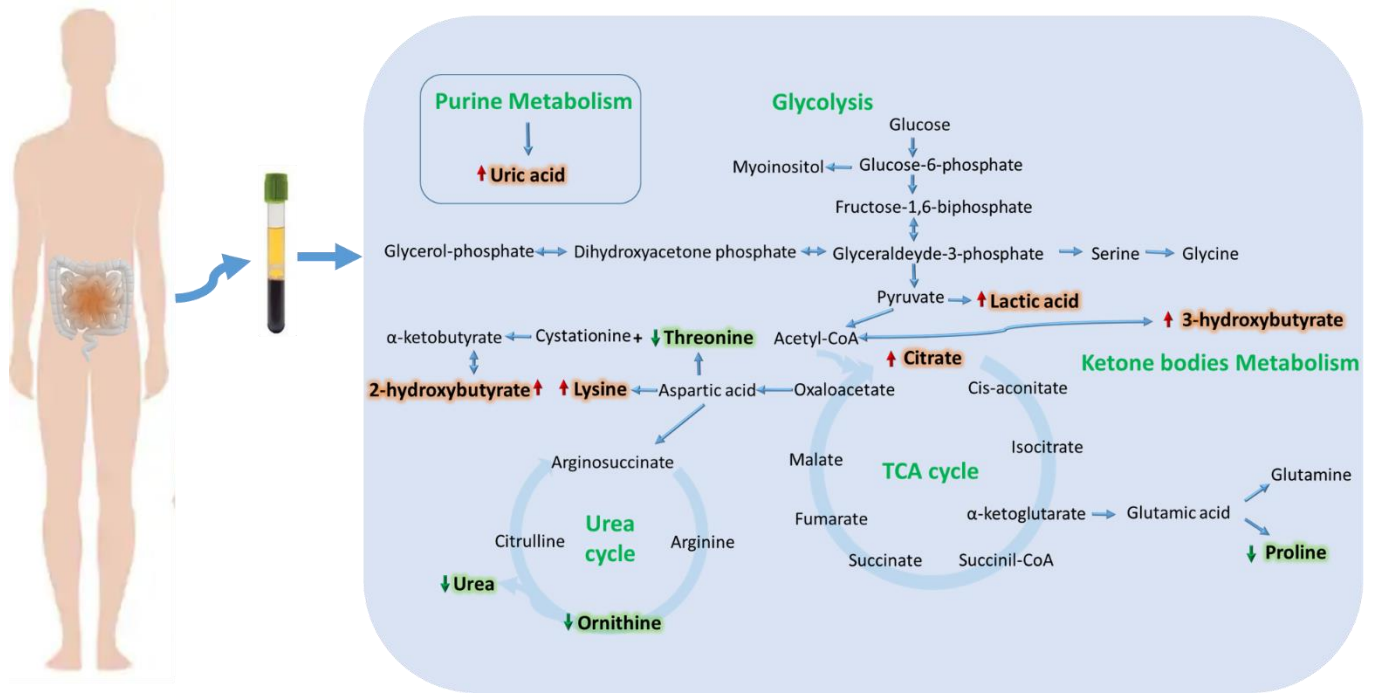 Purine Metabolism
Uric acid
Glycolysis
Glucose
Myoinositol
Glucose-6-phosphate
Fructose-1,6-biphosphate
Glycerol-phosphate
Dihydroxyacetone phosphate
Glyceraldeyde-3-phosphate
Serine
Glycine
Pyruvate
Lactic acid
3-hydroxybutyrate
Ketone bodies Metabolism
α-ketobutyrate
Cystationine +
Threonine
Acetyl-CoA
Citrate
2-hydroxybutyrate
Lysine
Aspartic acid
Oxaloacetate
Cis-aconitate
Arginosuccinate
Malate
TCA cycle
Isocitrate
Urea
cycle
Citrulline
Arginine
Fumarate
α-ketoglutarate
Glutamic acid
Glutamine
Proline
Succinate
Succinil-CoA
Urea
Ornithine